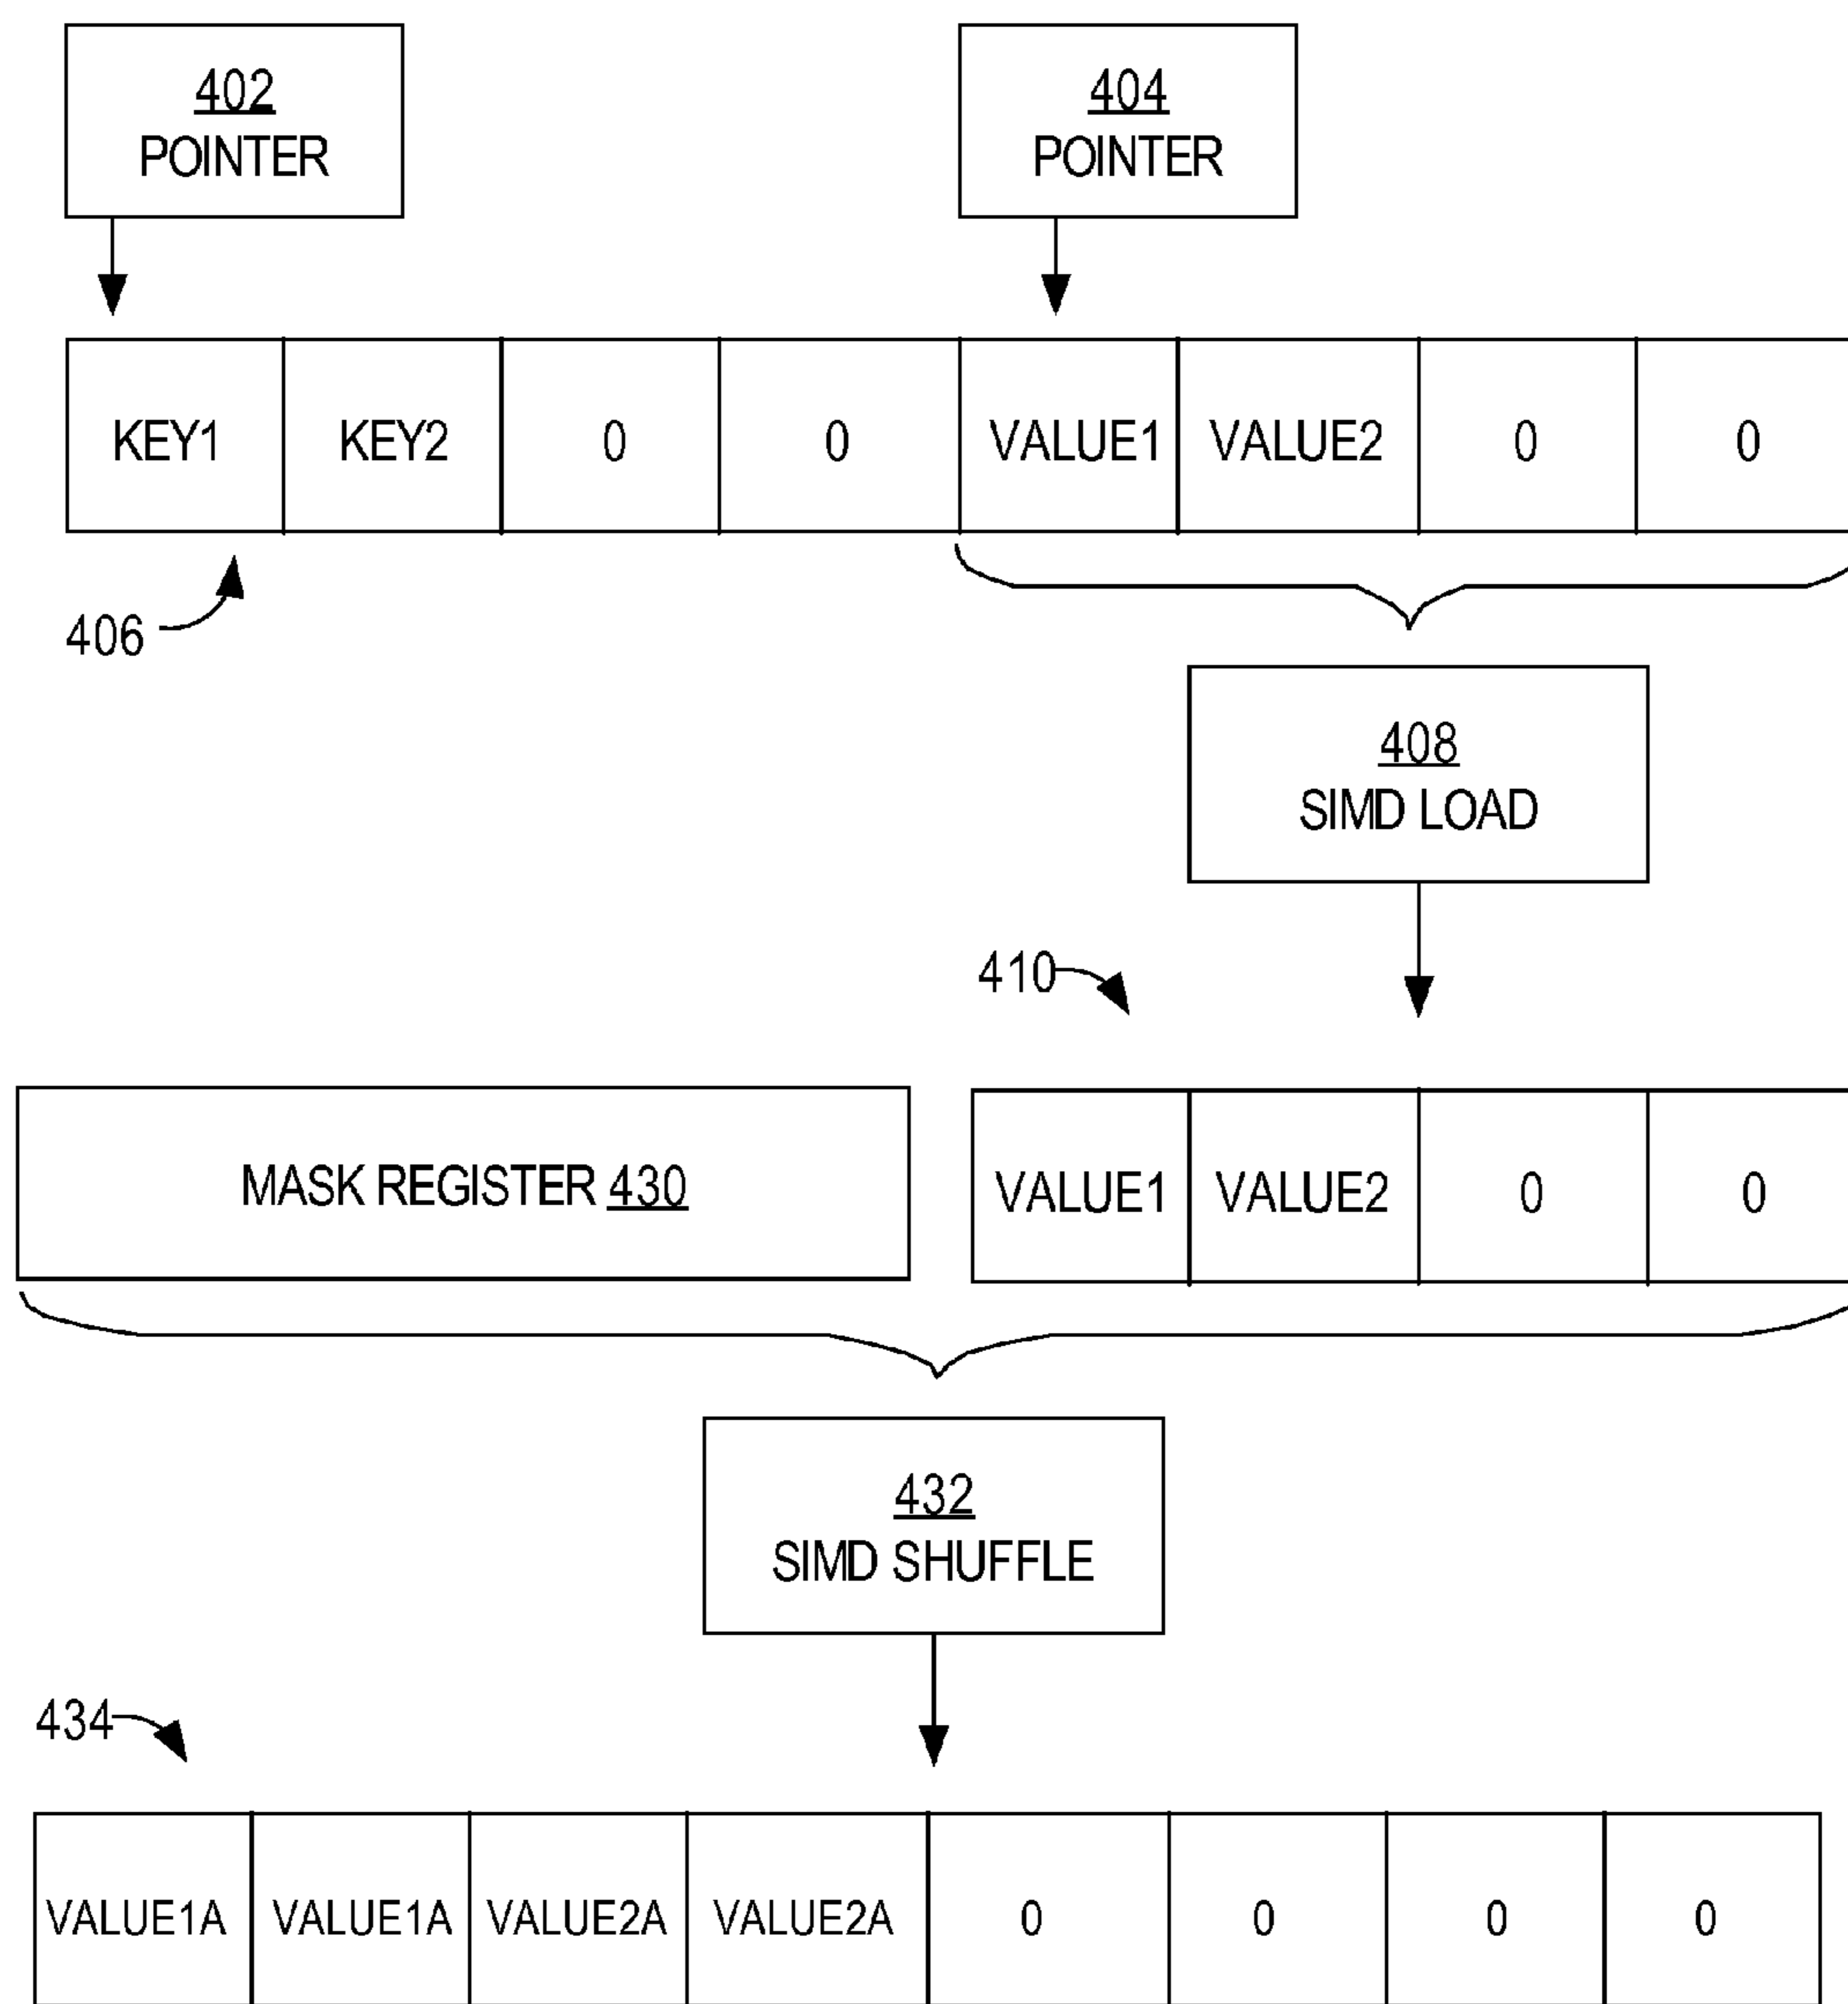 402 404
POINTER POINTER
KEY1 KEY2 0 0 VALUE1 VALUE2 0 0
406
408
SIMD LOAD
410
MASK REGISTER 430 VALUE1 VALUE2 0 0
432
SIMD SHUFFLE
434
VALUE1A VALUE1A VALUE2A VALUE2A 0 0 0 0